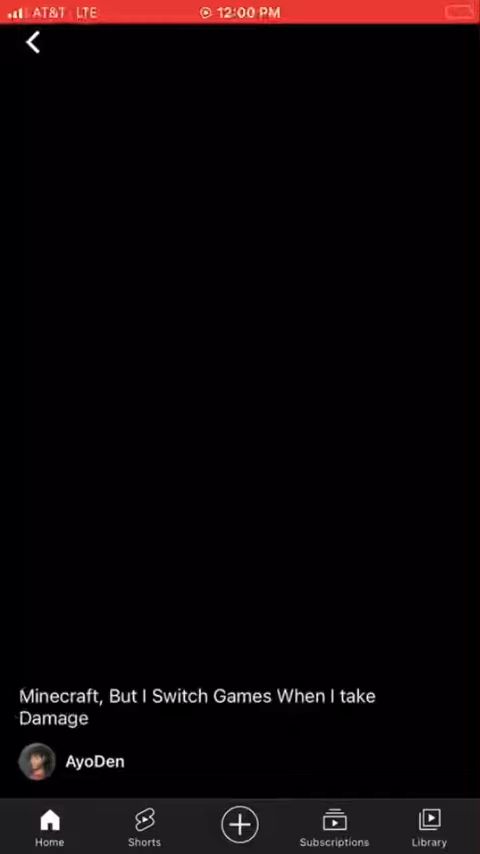 AT&T LTE 12:00 PM
Minecraft, But I Switch Games When I take
Damage
AyoDen
Home Shorts Subscriptions Library